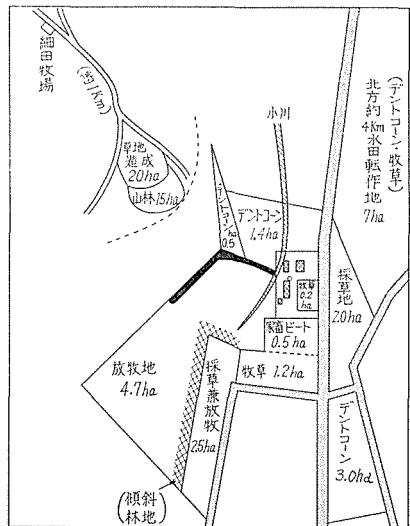 細田牧場
(約1Km)
草地
造成
20ha
山林15ha
小川
(デントコーン・牧草)
北方約4Km水田転作地
7ha
デントコーン
0.5
ha
デントコーン
1.4ha
牧草
0.2
ha
採草地
2.0ha
家畜ビート
0.5ha
放牧地
4.7ha
採草兼放牧
2.5ha
牧草1.2ha
デントコーン
3.0ha
(傾斜
林地)